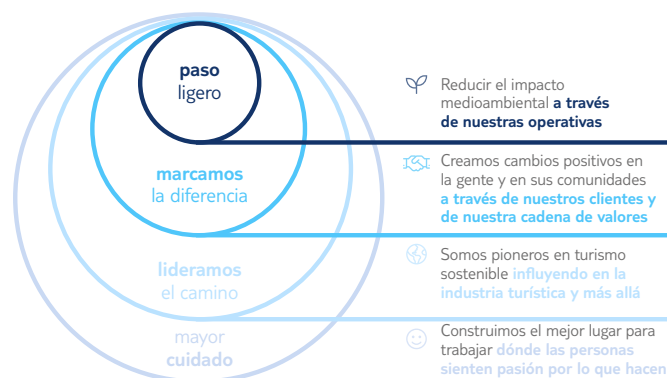 paso
ligero
Reducir el impacto
medioambiental a través
de nuestras operativas
marcamos
la diferencia
Creamos cambios positivos en
la gente y en sus comunidades
a través de nuestros clientes y
de nuestra cadena de valores
lideramos
el camino
Somos pioneros en turismo
sostenible influyendo en la
industria turística y más allá
mayor
cuidado
Construimos el mejor lugar para
trabajar dónde las personas
sienten pasión por lo que hacen